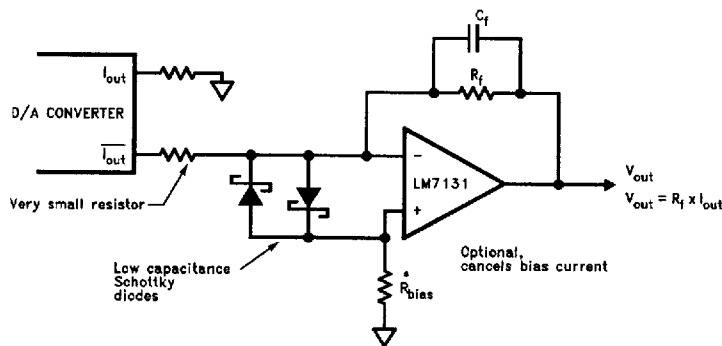 C_f
I_out
R_f
D/A CONVERTER
I_out
−
LM7131
+
V_out
V_out = R_f x I_out
Very small resistor
Low capacitance
Schottky
diodes
Optional,
cancels bias current
*
R_bias